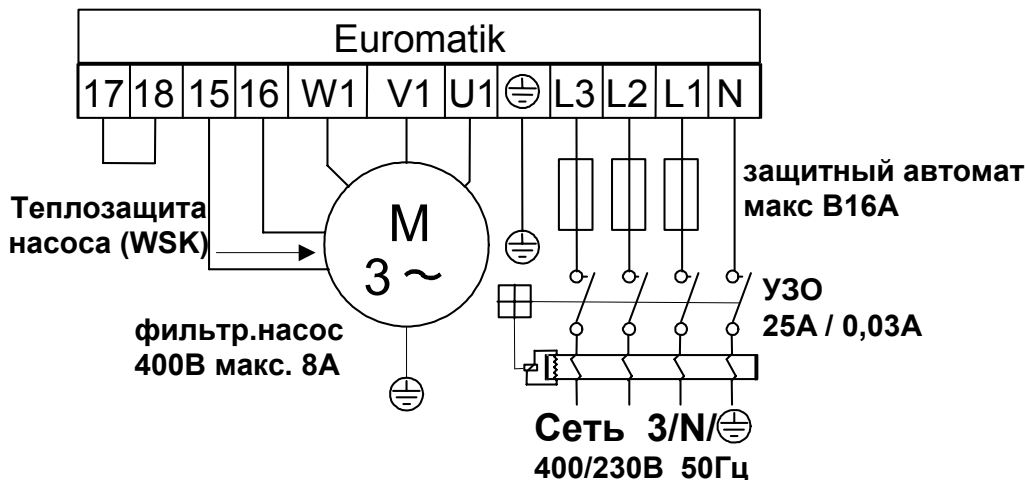 Euromatik
17 18 15 16 W1 V1 U1 L3 L2 L1 N
защитный автомат
макс B16A
Теплозащита
насоса (WSK)
M
3 ~
УЗО
25A / 0,03A
фильтр.насос
400В макс. 8А
Сеть 3/N/
400/230В 50Гц